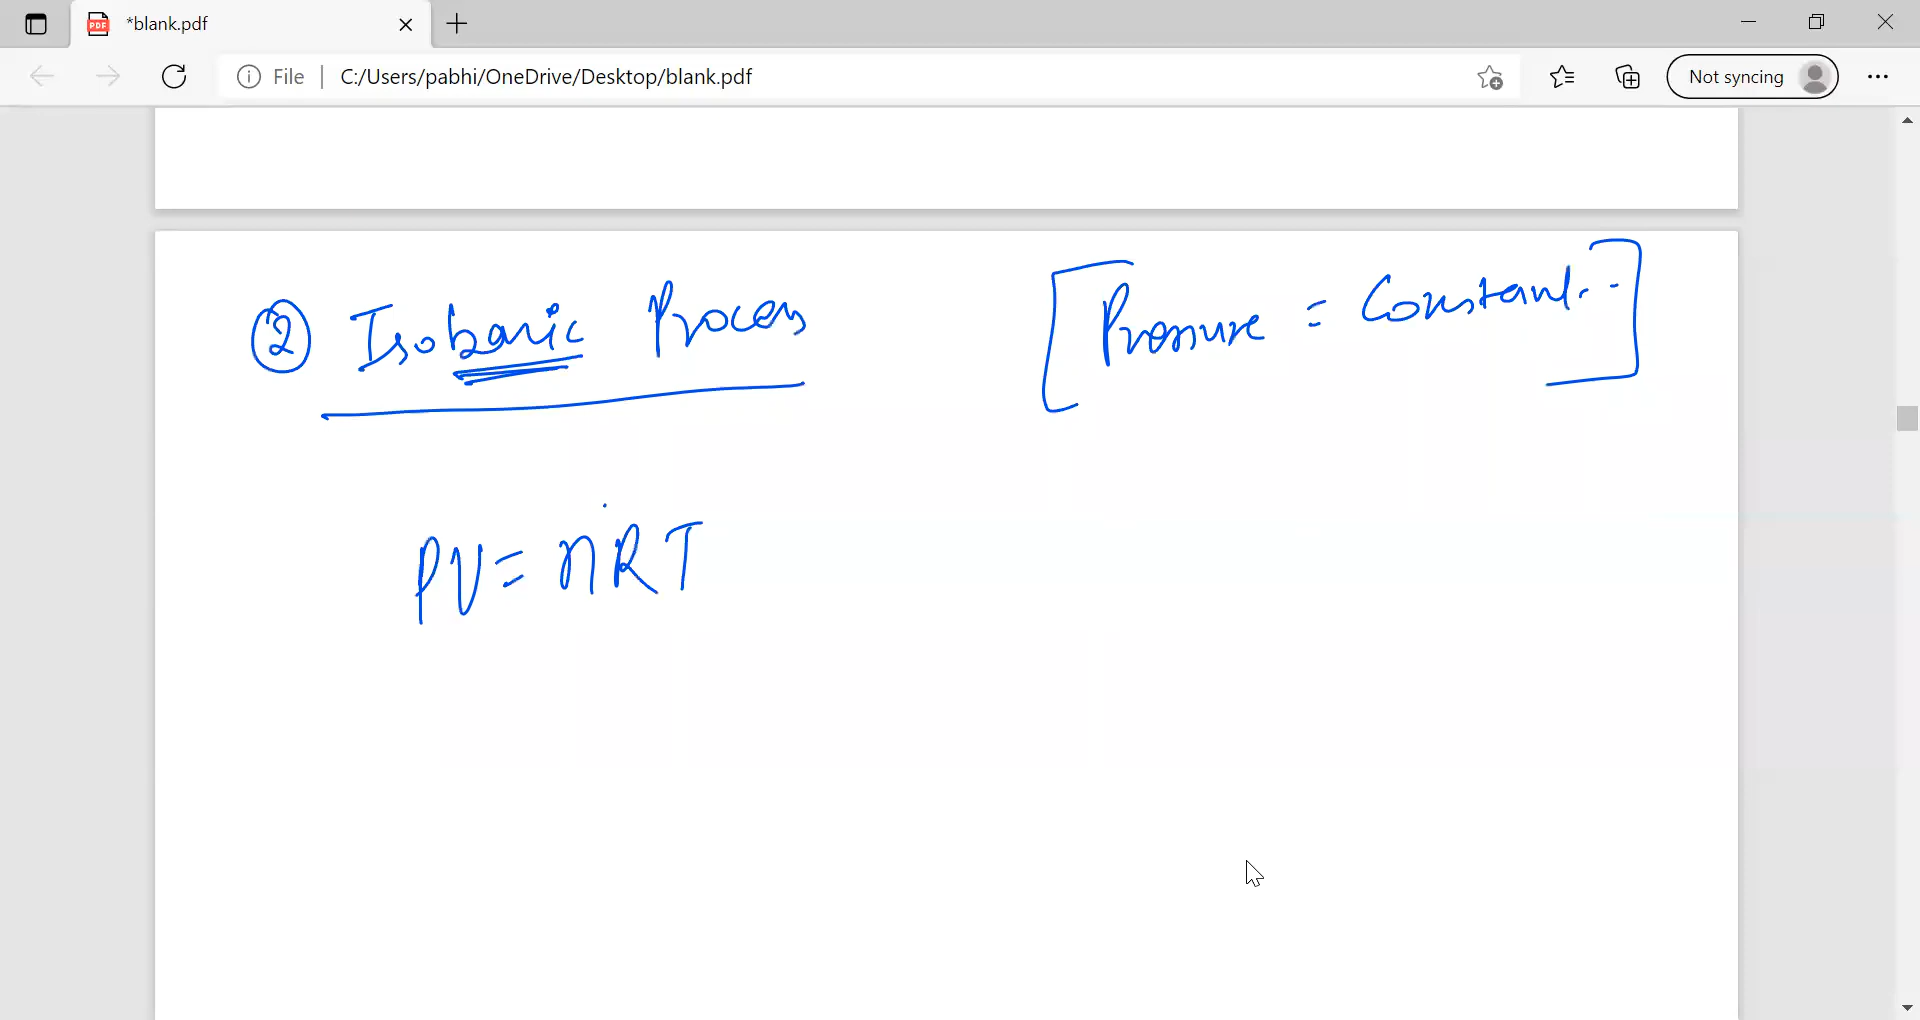 *blank.pdf
File | C:/Users/pabhi/OneDrive/Desktop/blank.pdf
Not syncing
② Isobaric Process [Pressure = Constant..]
PV = nRT